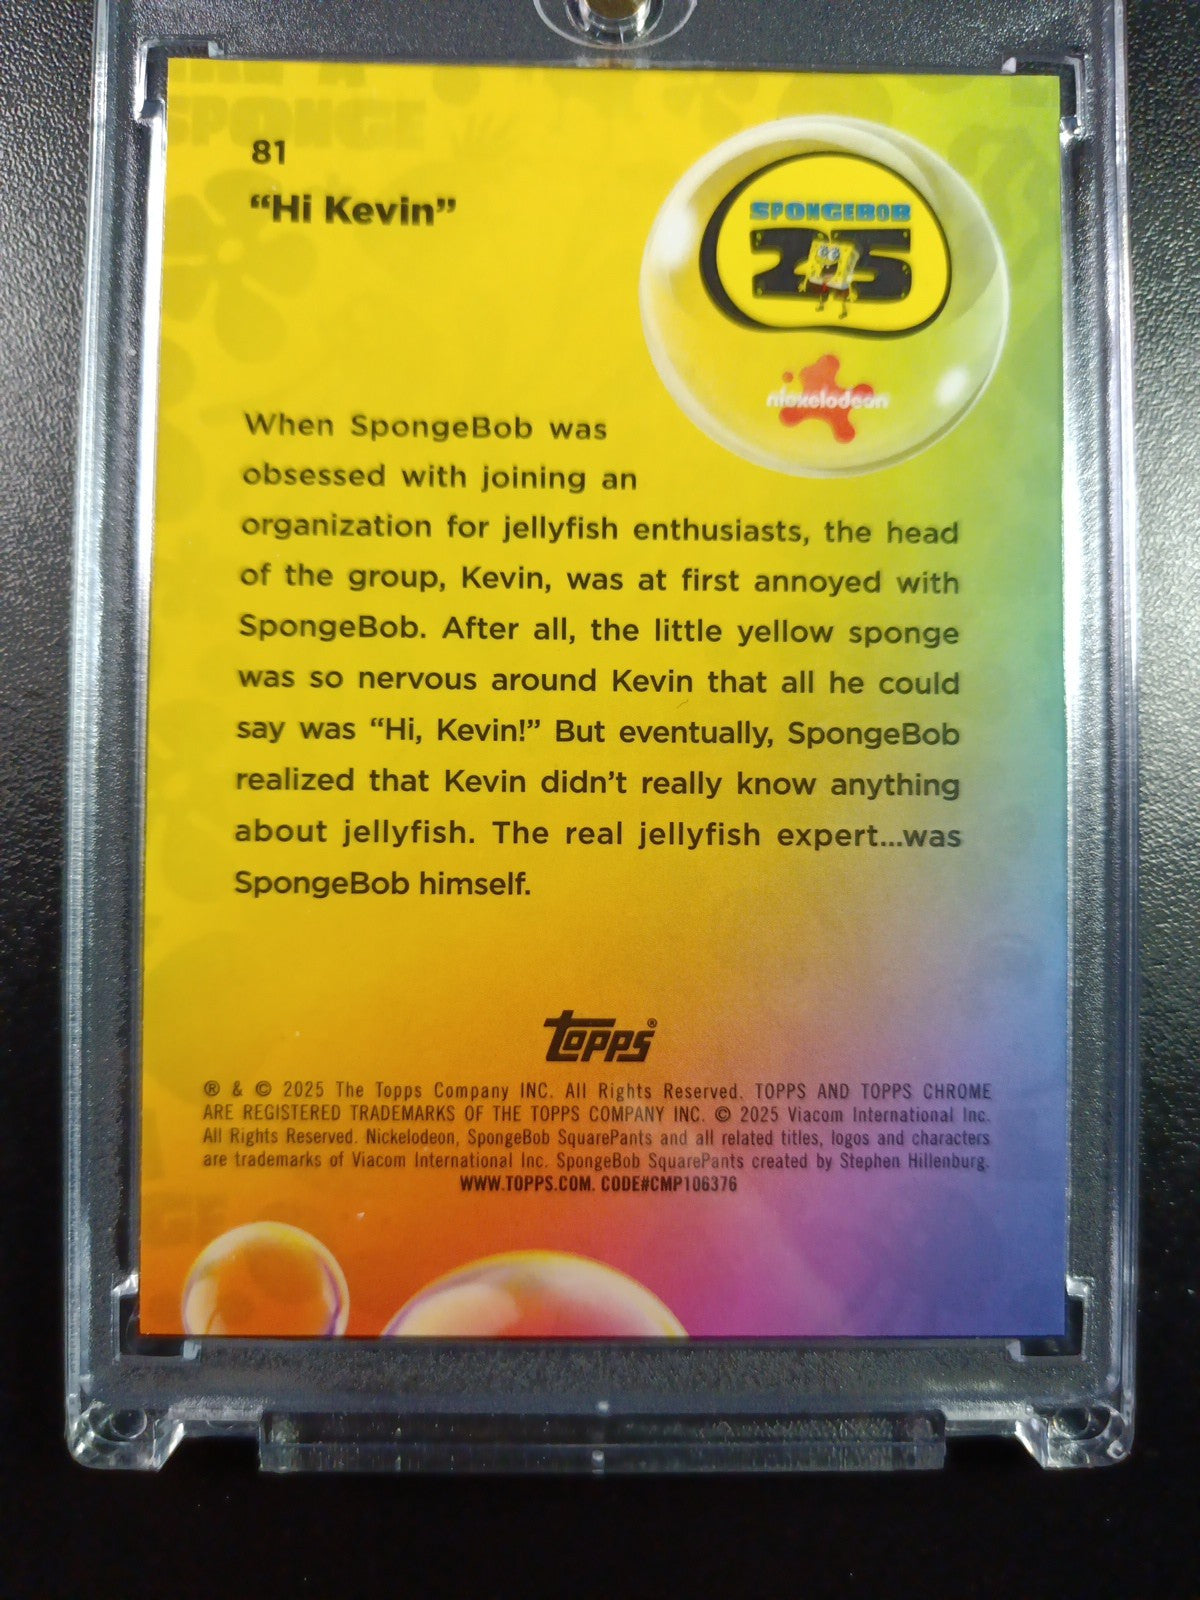 SPONGE
81
“Hi Kevin”
SPONGEBOB
25
nickelodeon
When SpongeBob was
obsessed with joining an
organization for jellyfish enthusiasts, the head
of the group, Kevin, was at first annoyed with
SpongeBob. After all, the little yellow sponge
was so nervous around Kevin that all he could
say was “Hi, Kevin!” But eventually, SpongeBob
realized that Kevin didn’t really know anything
about jellyfish. The real jellyfish expert...was
SpongeBob himself.
Topps®
® & © 2025 The Topps Company INC. All Rights Reserved. TOPPS AND TOPPS CHROME
ARE REGISTERED TRADEMARKS OF THE TOPPS COMPANY INC. © 2025 Viacom International Inc.
All Rights Reserved. Nickelodeon, SpongeBob SquarePants and all related titles, logos and characters
are trademarks of Viacom International Inc. SpongeBob SquarePants created by Stephen Hillenburg.
WWW.TOPPS.COM. CODE#CMP106376